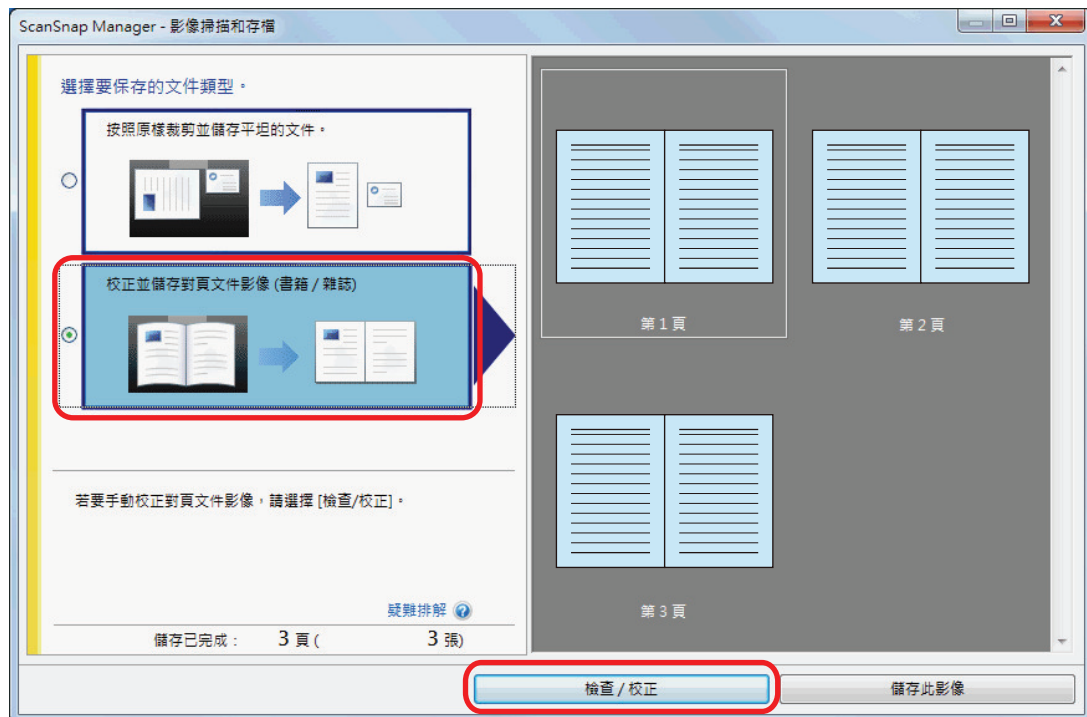 ScanSnap Manager - 影像掃描和存檔
選擇要保存的文件類型。
按照原樣裁剪並儲存平坦的文件。
校正並儲存對頁文件影像 (書籍 / 雜誌)
若要手動校正對頁文件影像，請選擇 [檢查/校正]。
疑難排解
儲存已完成： 3 頁 ( 3 張)
第 1 頁
第 2 頁
第 3 頁
檢查 / 校正
儲存此影像